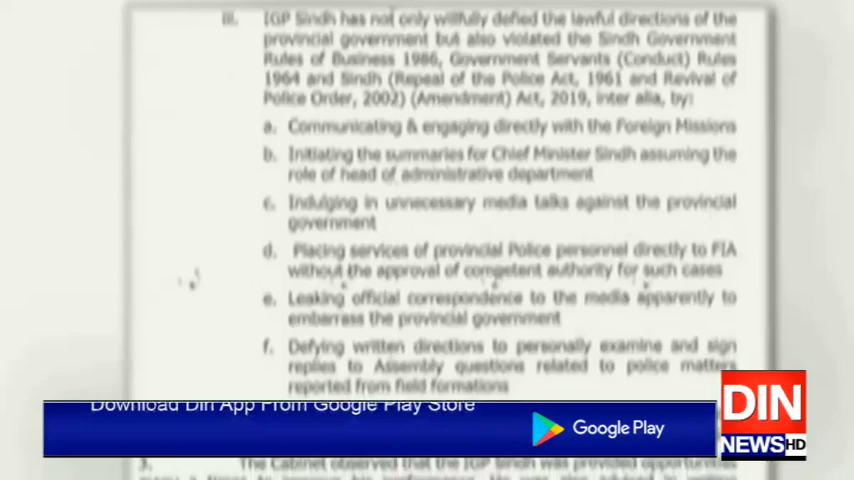 iii. IGP Sindh has not only willfully defied the lawful directions of the
provincial government but also violated the Sindh Government
Rules of Business 1986, Government Servants (Conduct) Rules
1964 and Sindh (Repeal of the Police Act, 1961 and Revival of
Police Order, 2002) (Amendment) Act, 2019, inter alia, by:
a. Communicating & engaging directly with the Foreign Missions
b. Initiating the summaries for Chief Minister Sindh assuming the
role of head of administrative department
c. Indulging in unnecessary media talks against the provincial
government
d. Placing services of provincial Police personnel directly to FIA
without the approval of competent authority for such cases
e. Leaking official correspondence to the media apparently to
embarrass the provincial government
f. Defying written directions to personally examine and sign
replies to Assembly questions related to police matters
reported from field formations
Download Din App From Google Play Store
Google Play
DIN
NEWS HD
3. The Cabinet observed that the IGP Sindh was provided opportunities